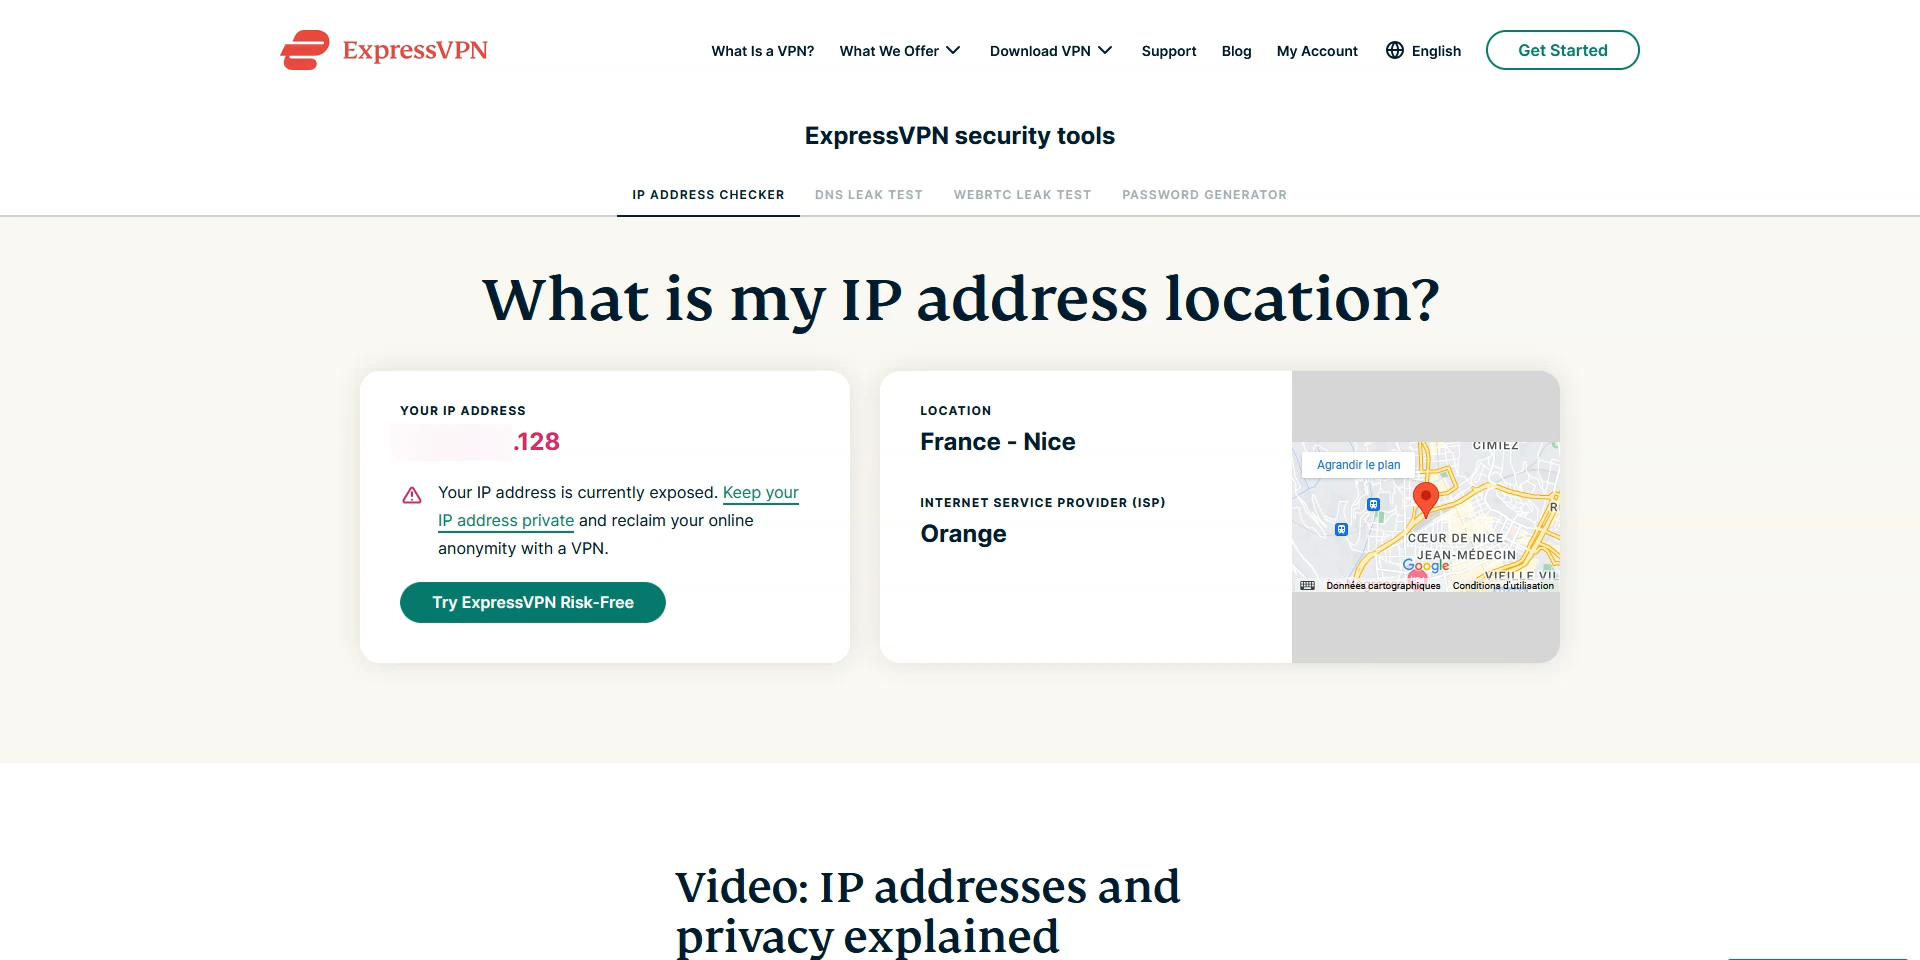 ExpressVPN
What Is a VPN?
What We Offer
Download VPN
Support
Blog
My Account
English
Get Started
ExpressVPN security tools
IP ADDRESS CHECKER
DNS LEAK TEST
WEBRTC LEAK TEST
PASSWORD GENERATOR
What is my IP address location?
YOUR IP ADDRESS
.128
Your IP address is currently exposed. Keep your
IP address private and reclaim your online
anonymity with a VPN.
Try ExpressVPN Risk-Free
LOCATION
France - Nice
INTERNET SERVICE PROVIDER (ISP)
Orange
CIMIEZ
Agrandir le plan
CŒUR DE NICE
JEAN-MÉDECIN
Google
VIEILLE VIL
Données cartographiques
Conditions d'utilisation
Video: IP addresses and
privacy explained